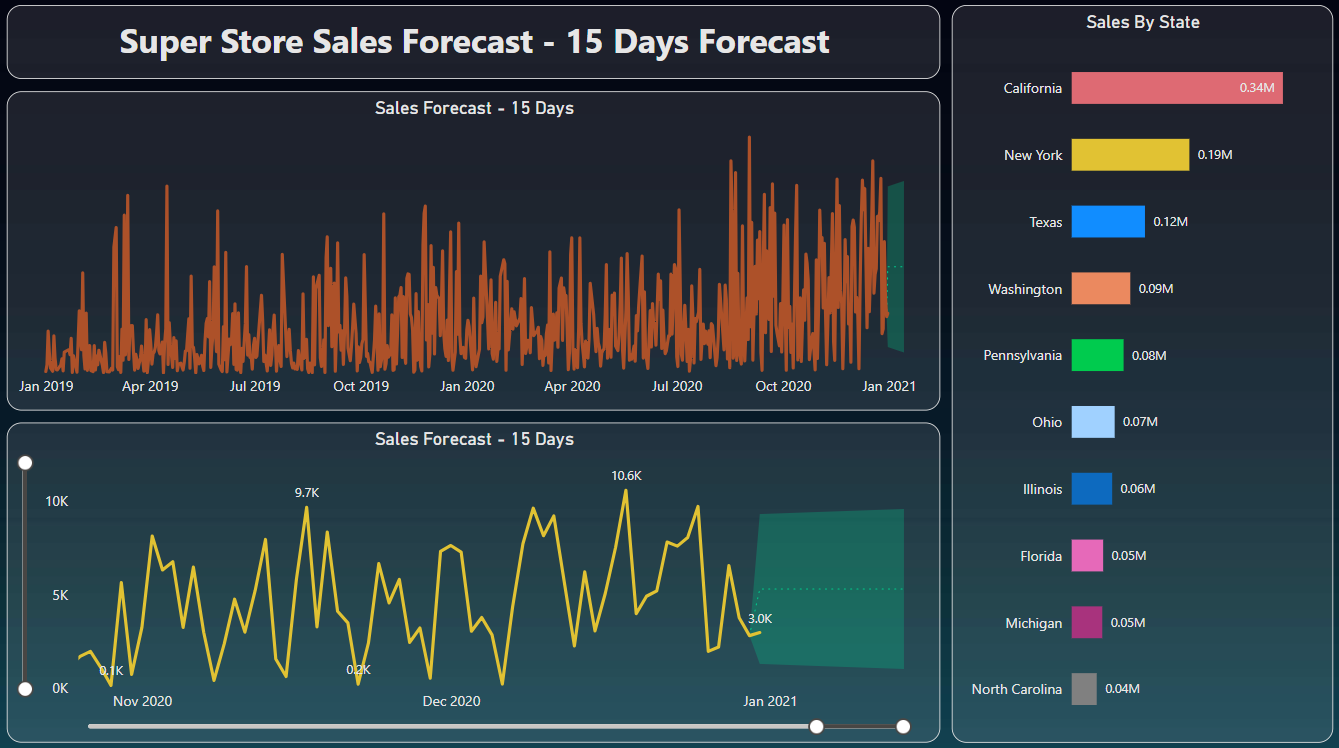 Super Store Sales Forecast - 15 Days Forecast
Sales Forecast - 15 Days
Jan 2019 Apr 2019 Jul 2019 Oct 2019 Jan 2020 Apr 2020 Jul 2020 Oct 2020 Jan 2021
Sales Forecast - 15 Days
10.6K
9.7K
10K
5K
3.0K
0.1K 0.2K
0K
Nov 2020 Dec 2020 Jan 2021
Sales By State
California 0.34M
New York 0.19M
Texas 0.12M
Washington 0.09M
Pennsylvania 0.08M
Ohio 0.07M
Illinois 0.06M
Florida 0.05M
Michigan 0.05M
North Carolina 0.04M